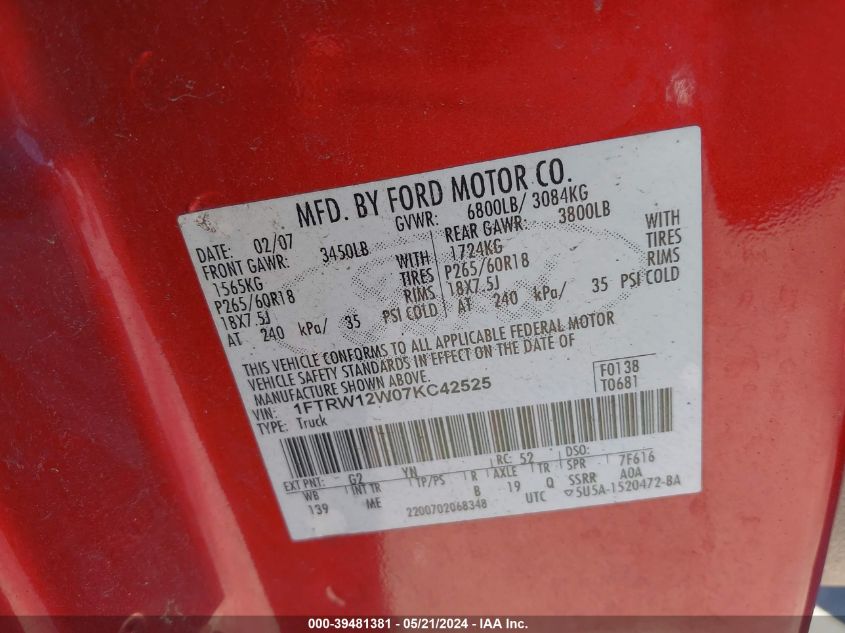 MFD. BY FORD MOTOR CO.
DATE: 02/07 GVWR: 6800LB/ 3084KG
FRONT GAWR: 3450LB REAR GAWR: 3800LB
1565KG WITH 1724KG WITH
P265/60R18 TIRES P265/60R18 TIRES
18X7.5J RIMS 18X7.5J RIMS
AT 240 kPa/ 35 PSI COLD AT 240 kPa/ 35 PSI COLD
THIS VEHICLE CONFORMS TO ALL APPLICABLE FEDERAL MOTOR
VEHICLE SAFETY STANDARDS IN EFFECT ON THE DATE OF
MANUFACTURE SHOWN ABOVE.
VIN: 1FTRW12W07KC42525 F0138
TYPE: Truck T0681
EXT PNT: G2 YN RC: 52 DSO:
WB INT TR TP/PS R AXLE TR SPR 7F616
139 ME B 19 Q SSRR A0A
2200702068348 UTC ▽5U5A-1520472-BA
000-39481381 - 05/21/2024 - IAA Inc.